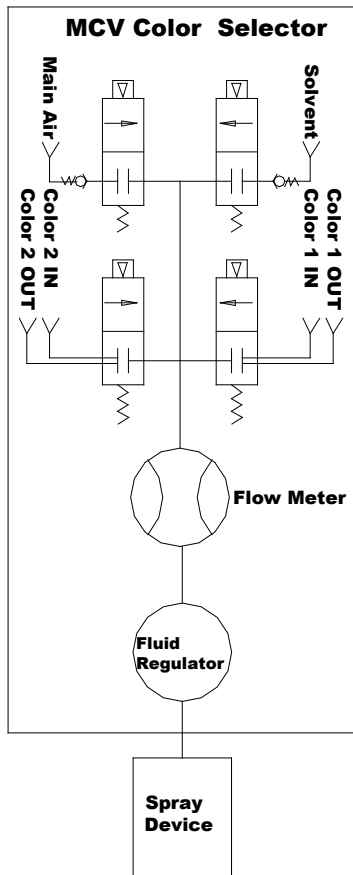 MCV Color Selector
Main Air
Solvent
Color 2 IN
Color 2 OUT
Color 1 OUT
Color 1 IN
Flow Meter
Fluid
Regulator
Spray
Device